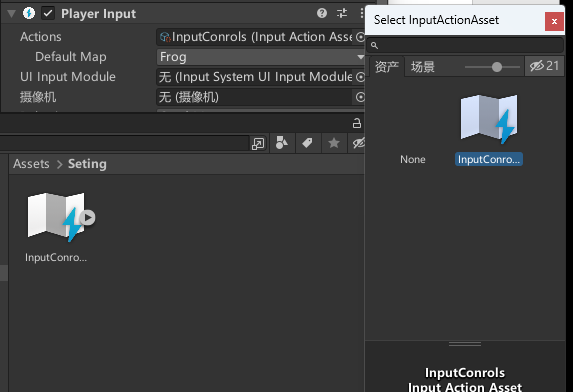 Player Input
Actions
InputConrols (Input Action Asse
Default Map
Frog
UI Input Module
无 (Input System UI Input Module
摄像机
无 (摄像机)
Assets > Seting
InputConro...
Select InputActionAsset
资产
场景
21
None
InputConro...
InputConrols
Input Action Asset